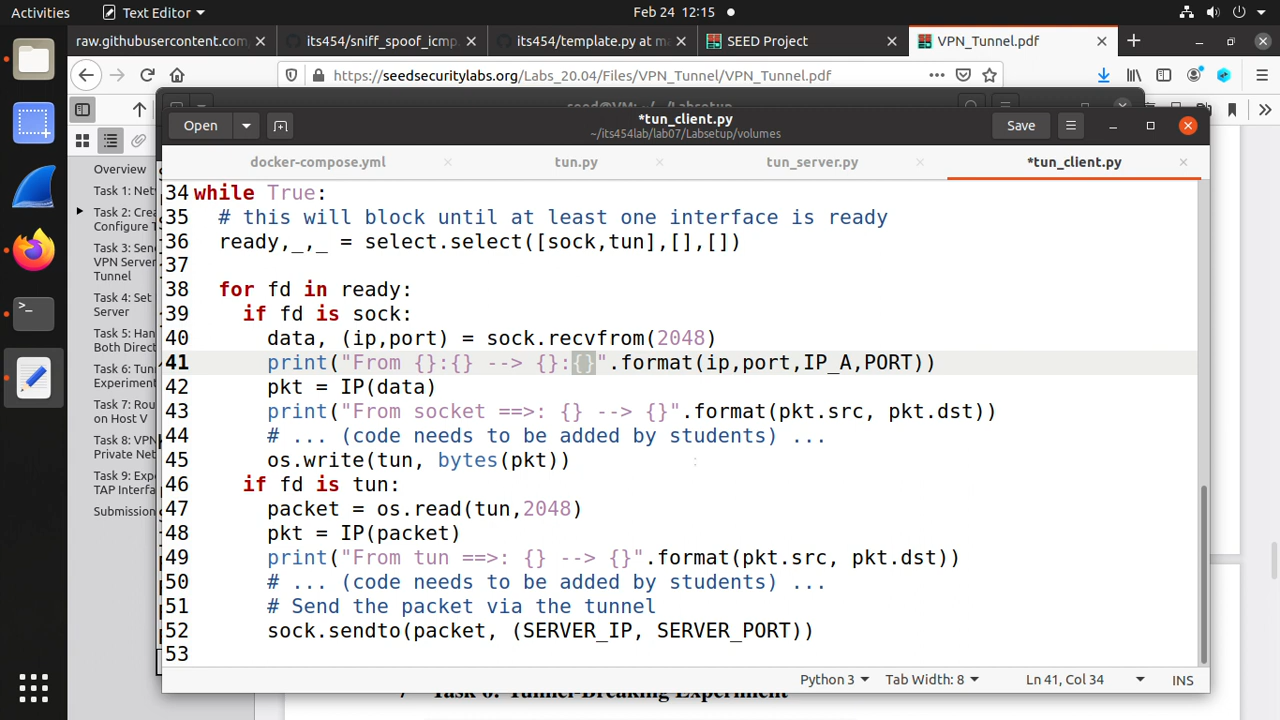 Activities
Text Editor
Feb 24 12:15
raw.githubusercontent.com
its454/sniff_spoof_icmp.
its454/template.py at ma
SEED Project
VPN_Tunnel.pdf
https://seedsecuritylabs.org/Labs_20.04/Files/VPN_Tunnel/VPN_Tunnel.pdf
seed@VM: ~/.../Labsetup
Open
*tun_client.py
~/its454lab/lab07/Labsetup/volumes
Save
docker-compose.yml
tun.py
tun_server.py
*tun_client.py
Overview
Task 1: Net
Task 2: Crea
Configure T
Task 3: Send
VPN Server
Tunnel
Task 4: Set
Server
Task 5: Han
Both Direct
Task 6: Tun
Experiment
Task 7: Rou
on Host V
Task 8: VPN
Private Net
Task 9: Expe
TAP Interfa
Submission
34 while True:
35   # this will block until at least one interface is ready
36   ready,_,_ = select.select([sock,tun],[],[])
37
38   for fd in ready:
39     if fd is sock:
40       data, (ip,port) = sock.recvfrom(2048)
41       print("From {}:{} --> {}:{}".format(ip,port,IP_A,PORT))
42       pkt = IP(data)
43       print("From socket ==>: {} --> {}".format(pkt.src, pkt.dst))
44       # ... (code needs to be added by students) ...
45       os.write(tun, bytes(pkt))
46     if fd is tun:
47       packet = os.read(tun,2048)
48       pkt = IP(packet)
49       print("From tun ==>: {} --> {}".format(pkt.src, pkt.dst))
50       # ... (code needs to be added by students) ...
51       # Send the packet via the tunnel
52       sock.sendto(packet, (SERVER_IP, SERVER_PORT))
53
Python 3
Tab Width: 8
Ln 41, Col 34
INS
7 Task 6: Tunnel-Breaking Experiment